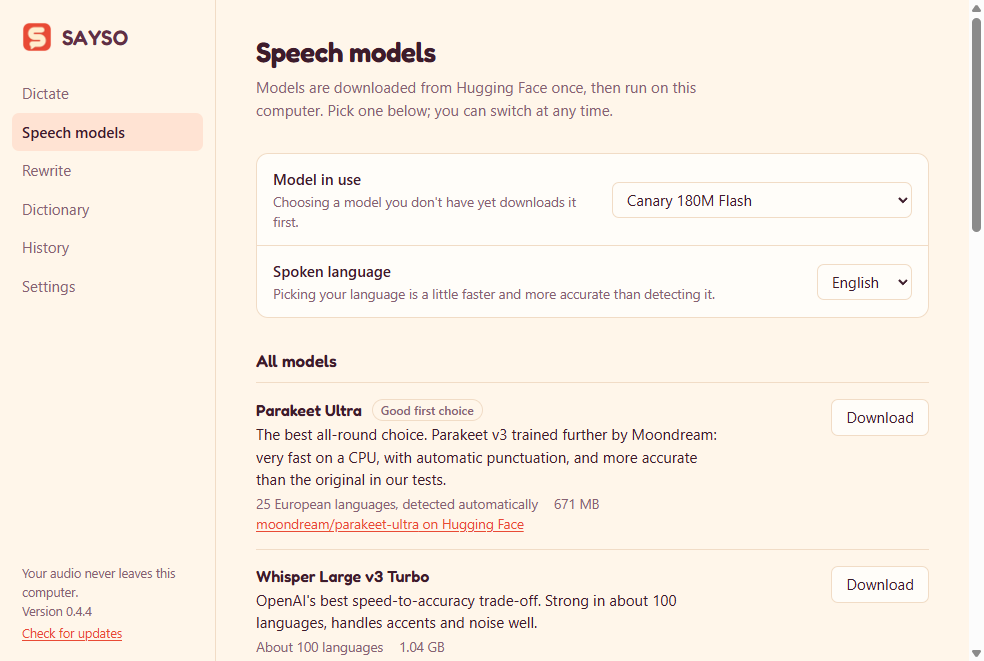 SAYSO
Dictate
Speech models
Rewrite
Dictionary
History
Settings
Your audio never leaves this
computer.
Version 0.4.4
Check for updates
Speech models
Models are downloaded from Hugging Face once, then run on this
computer. Pick one below; you can switch at any time.
Model in use
Choosing a model you don't have yet downloads it
first.
Canary 180M Flash
Spoken language
Picking your language is a little faster and more accurate than detecting it.
English
All models
Parakeet Ultra Good first choice
Download
The best all-round choice. Parakeet v3 trained further by Moondream:
very fast on a CPU, with automatic punctuation, and more accurate
than the original in our tests.
25 European languages, detected automatically 671 MB
moondream/parakeet-ultra on Hugging Face
Whisper Large v3 Turbo
Download
OpenAI's best speed-to-accuracy trade-off. Strong in about 100
languages, handles accents and noise well.
About 100 languages 1.04 GB